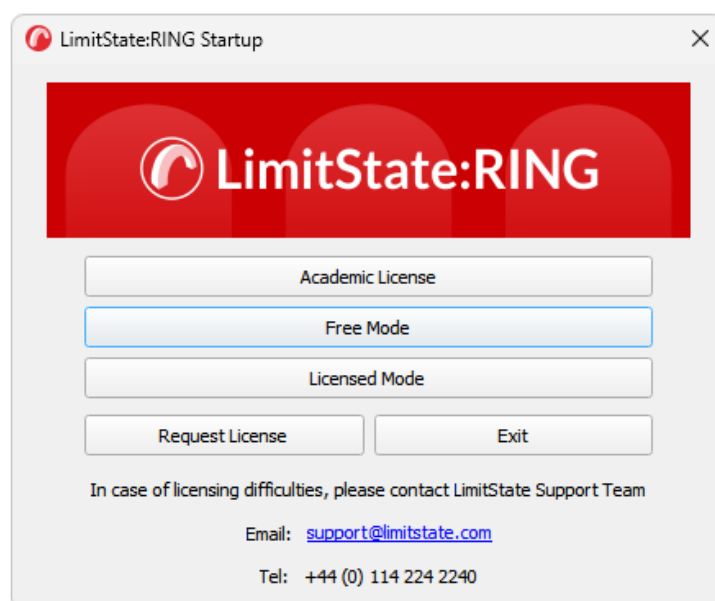 LimitState:RING Startup
LimitState:RING
Academic License
Free Mode
Licensed Mode
Request License
Exit
In case of licensing difficulties, please contact LimitState Support Team
Email: support@limitstate.com
Tel: +44 (0) 114 224 2240